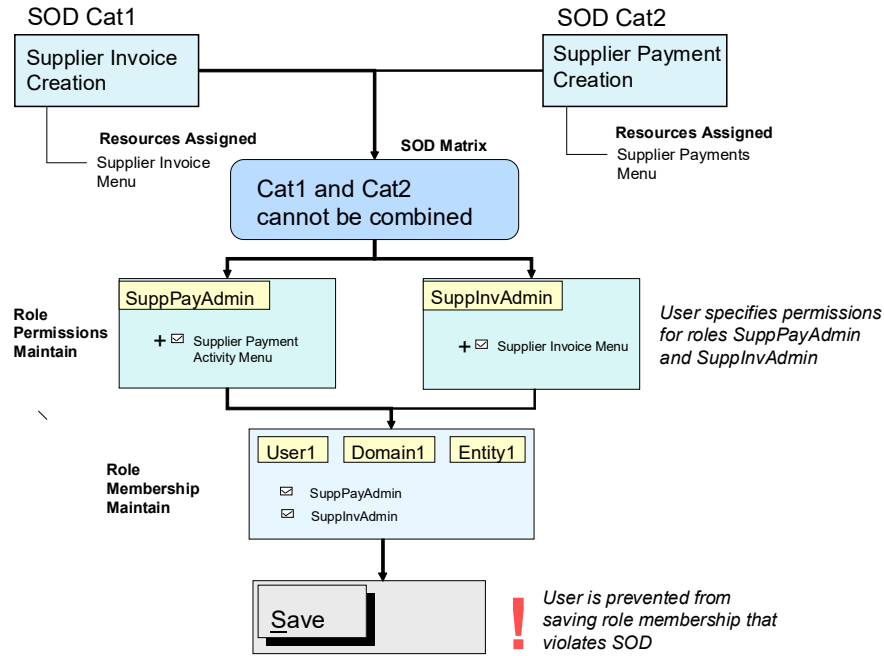 SOD Cat1
SOD Cat2
Supplier Invoice
Creation
Supplier Payment
Creation
Resources Assigned
Supplier Invoice
Menu
SOD Matrix
Resources Assigned
Supplier Payments
Menu
Cat1 and Cat2
cannot be combined
Role
Permissions
Maintain
SuppPayAdmin
+ Supplier Payment
Activity Menu
SuppInvAdmin
+ Supplier Invoice Menu
User specifies permissions
for roles SuppPayAdmin
and SuppInvAdmin
Role
Membership
Maintain
User1
Domain1
Entity1
SuppPayAdmin
SuppInvAdmin
Save
!
User is prevented from
saving role membership that
violates SOD